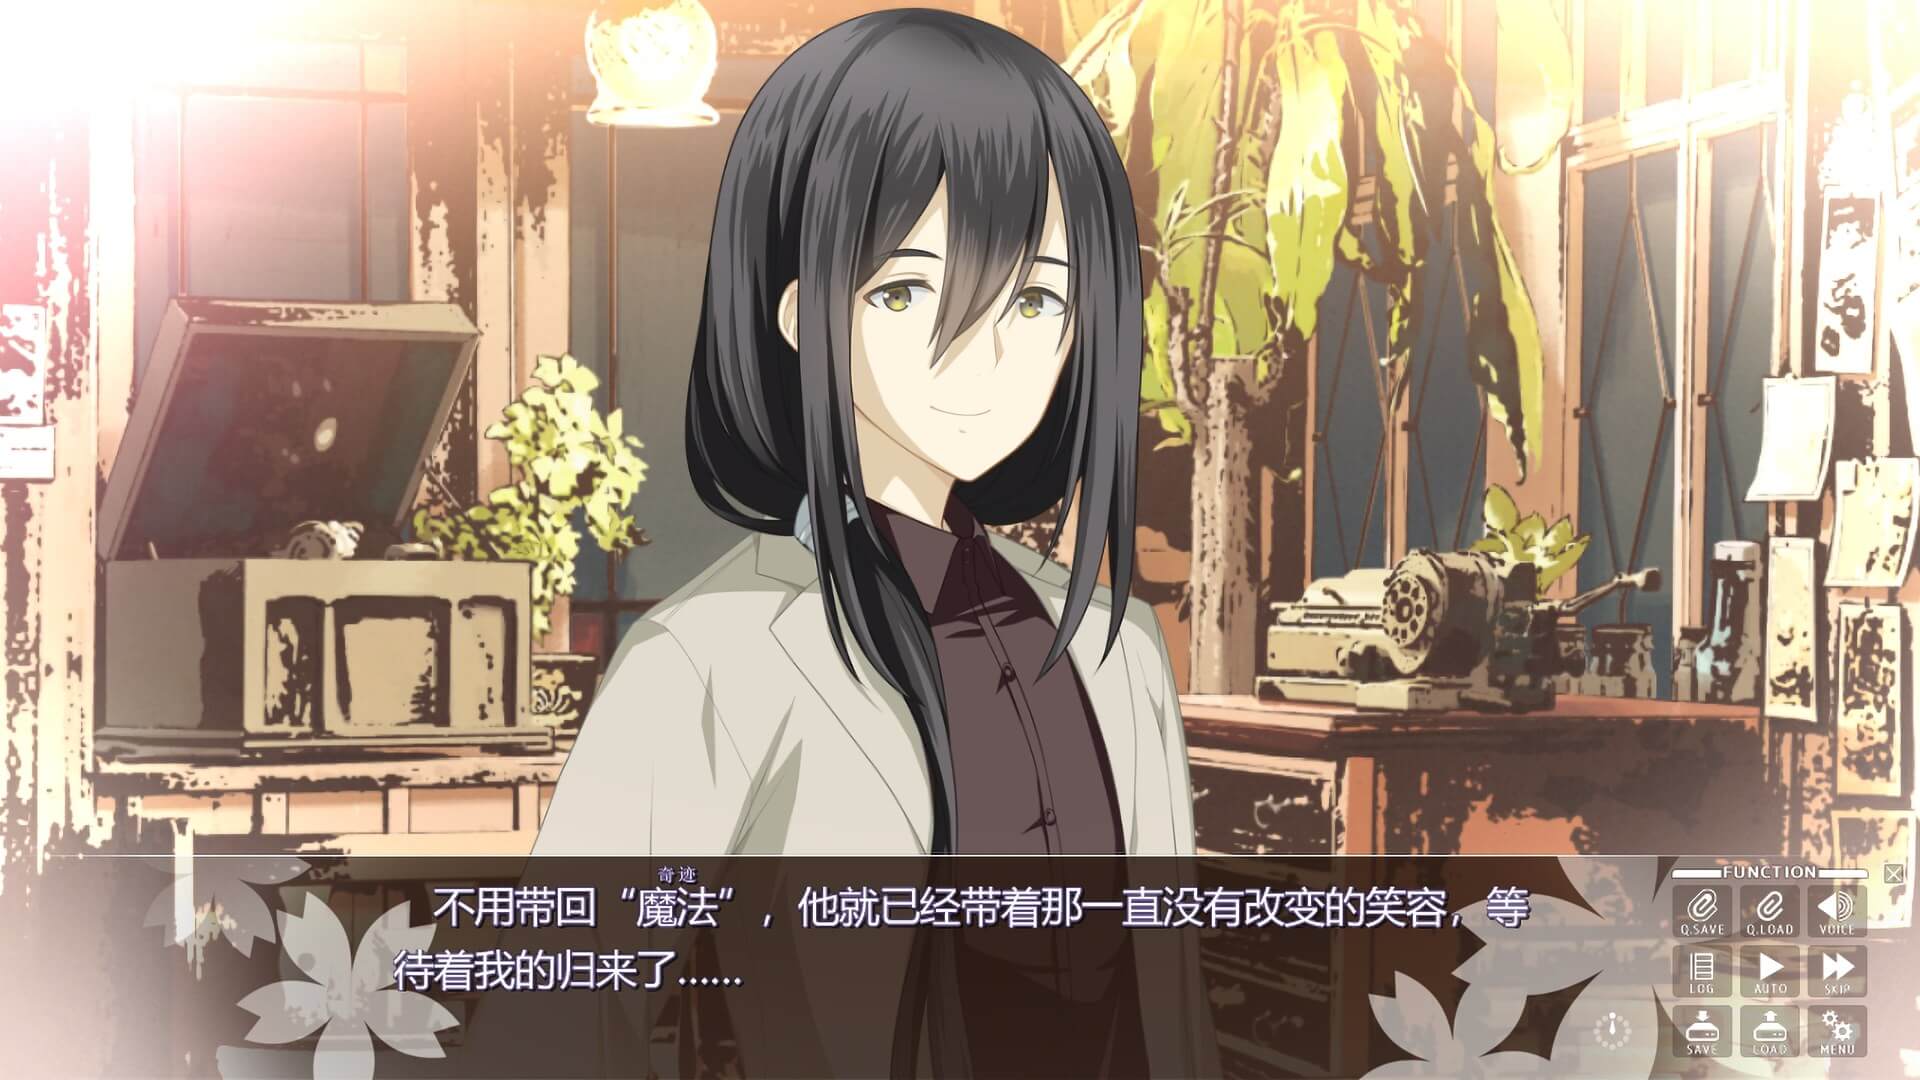 奇迹
不用带回“魔法”，他就已经带着那一直没有改变的笑容，等
待着我的归来了……
FUNCTION
Q.SAVE Q.LOAD VOICE
LOG AUTO SKIP
SAVE LOAD MENU